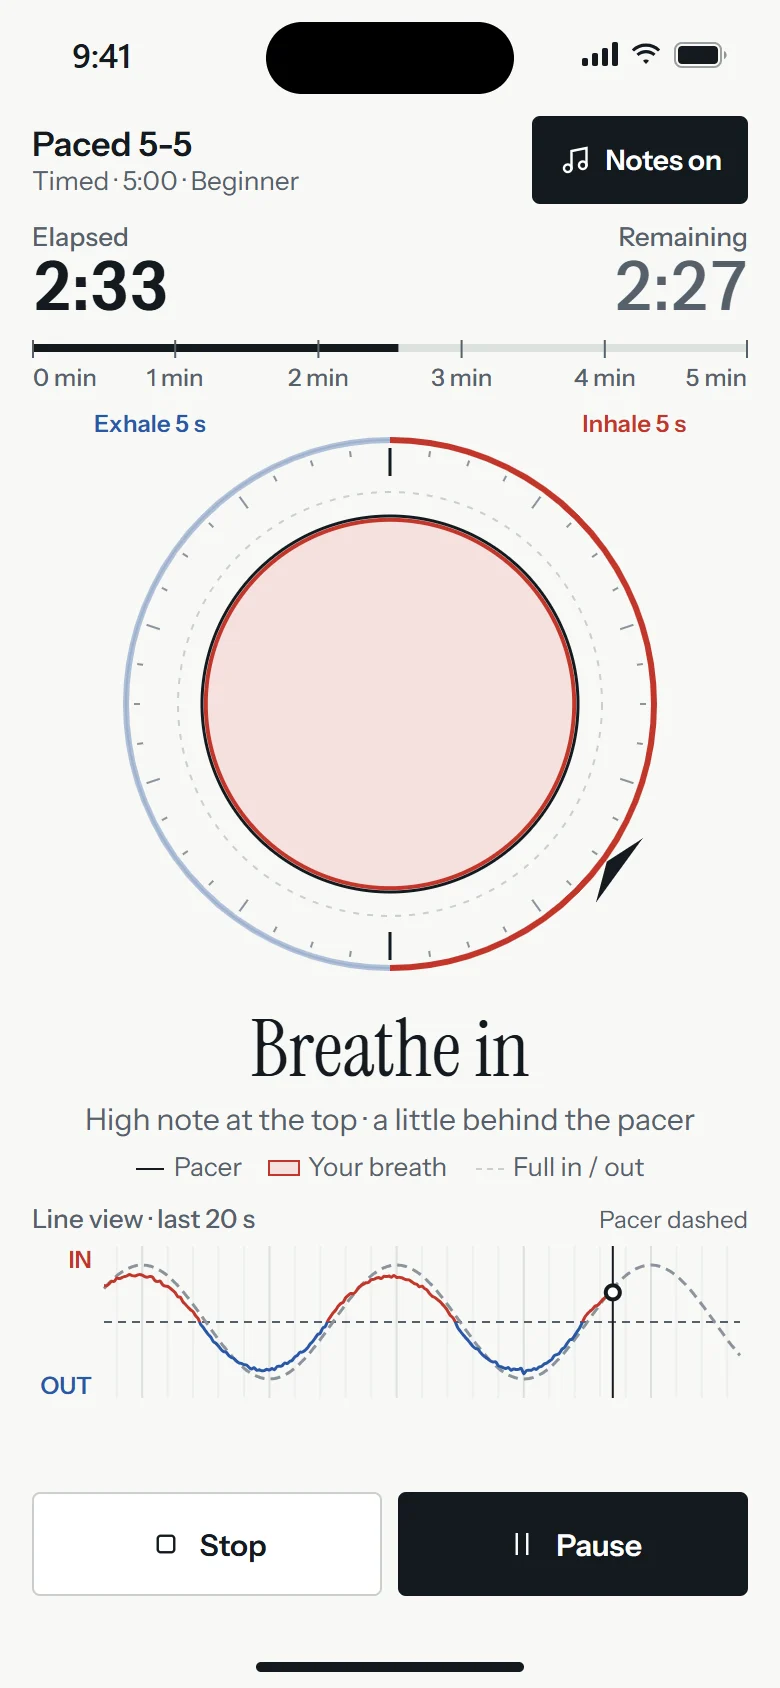 9:41
Paced 5-5
Timed · 5:00 · Beginner
Notes on
Elapsed
Remaining
2:33
2:27
0 min 1 min 2 min 3 min 4 min 5 min
Exhale 5 s
Inhale 5 s
Breathe in
High note at the top · a little behind the pacer
Pacer Your breath Full in / out
Line view · last 20 s
Pacer dashed
IN
OUT
Stop
Pause